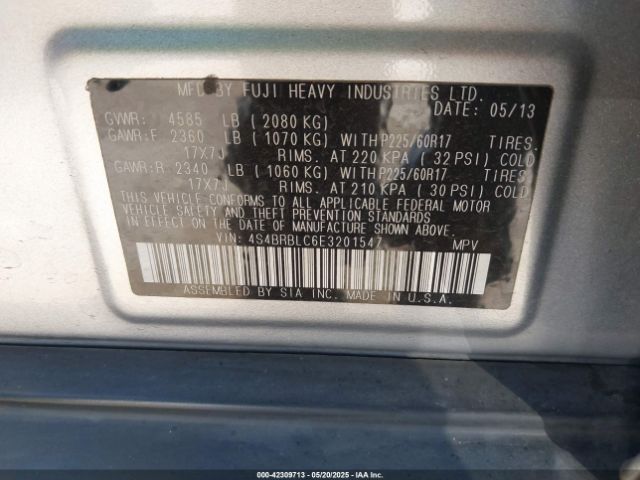 MFD BY FUJI HEAVY INDUSTRIES LTD.
DATE: 05/13
GVWR: 4585 LB ( 2080 KG)
GAWR:F 2360 LB ( 1070 KG) WITH P225/60R17 TIRES.
17X7J RIMS. AT 220 KPA ( 32 PSI) COLD
GAWR:R 2340 LB ( 1060 KG) WITH P225/60R17 TIRES.
17X7J RIMS. AT 210 KPA ( 30 PSI) COLD
THIS VEHICLE CONFORMS TO ALL APPLICABLE FEDERAL MOTOR
VEHICLE SAFETY AND THEFT PREVENTION STANDARDS
IN EFFECT ON THE DATE OF MANUFACTURE SHOWN ABOVE.
VIN: 4S4BRBLC6E3201547 MPV
ASSEMBLED BY SIA INC. MADE IN U.S.A.
000-42309713 - 05/20/2025 - IAAI.COM